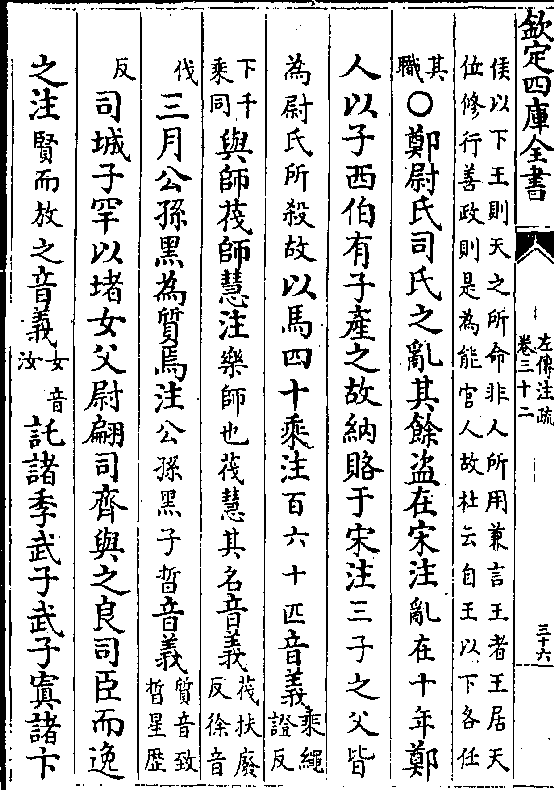 欽定四庫全書
左傳注疏
卷三十二
三十六
侯以下王則天之所命非人所用兼言王者王居天
位修行善政則是為能官人故杜云自王以下各任
其職○鄭尉氏司氏之亂其餘盗在宋注亂在十年鄭
人以子西伯有子產之故納賂于宋注三子之父皆
為尉氏所殺故以馬四十乘注百六十匹音義乘繩證反
下千乘同與師茷師慧注樂師也茷慧其名音義茷扶廢反徐音
伐三月公孫黑為質焉注公孫黑子晳音義質音致晳星歴
反司城子罕以堵女父尉翩司齊與之良司臣而逸
之注賢而放之音義女音汝託諸季武子武子寘諸卞